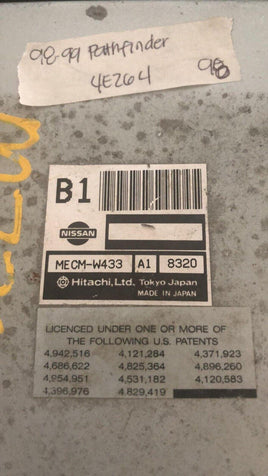 98-99 Pathfinder
4E264 98
B1
NISSAN
MECM-W433 A1 8320
Hitachi, Ltd. Tokyo Japan
MADE IN JAPAN
LICENCED UNDER ONE OR MORE OF
THE FOLLOWING U.S. PATENTS
4,942,516 4,121,284 4,371,923
4,686,622 4,825,364 4,896,260
4,954,951 4,531,182 4,120,583
4,396,976 4,829,419